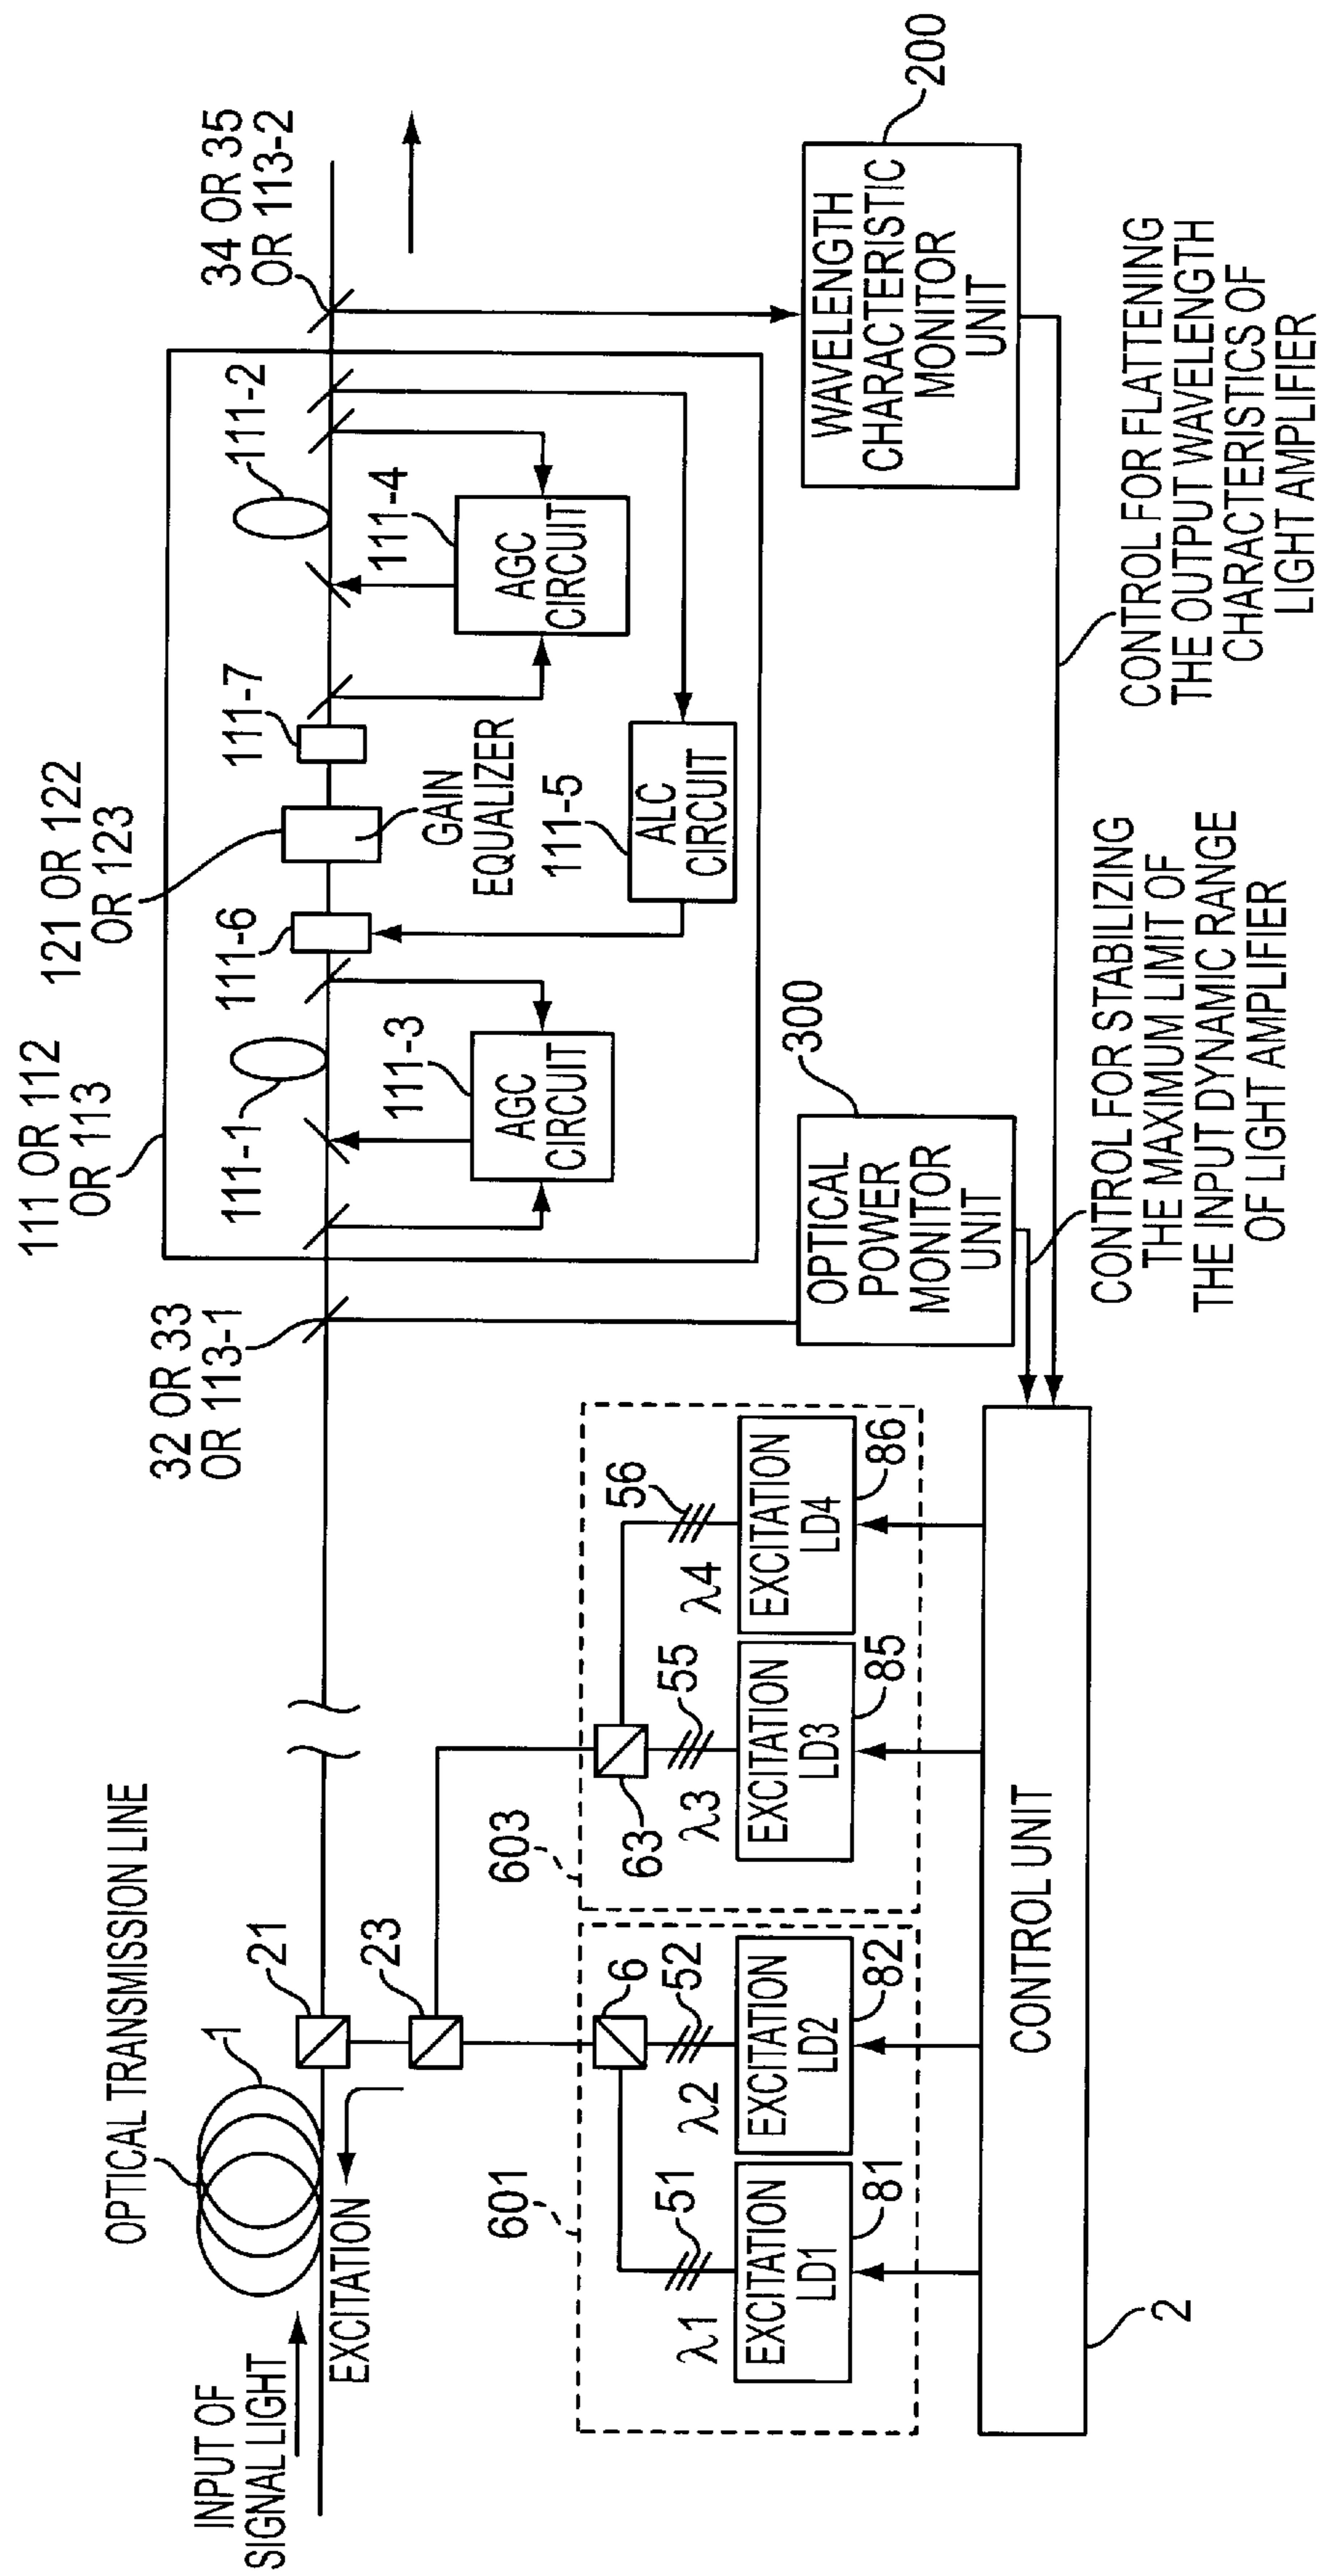 INPUT OF
SIGNAL LIGHT
OPTICAL TRANSMISSION LINE
1
EXCITATION
21
23
32 OR 33
OR 113-1
111 OR 112
OR 113
111-1
111-3
AGC
CIRCUIT
111-6
121 OR 122
OR 123
GAIN
EQUALIZER
111-7
111-5
ALC
CIRCUIT
111-4
AGC
CIRCUIT
111-2
34 OR 35
OR 113-2
601
λ1
51
EXCITATION
LD1
81
6
λ2
52
EXCITATION
LD2
82
603
63
λ3
55
EXCITATION
LD3
85
λ4
56
EXCITATION
LD4
86
300
OPTICAL
POWER
MONITOR
UNIT
200
WAVELENGTH
CHARACTERISTIC
MONITOR
UNIT
CONTROL UNIT
2
CONTROL FOR STABILIZING
THE MAXIMUM LIMIT OF
THE INPUT DYNAMIC RANGE
OF LIGHT AMPLIFIER
CONTROL FOR FLATTENING
THE OUTPUT WAVELENGTH
CHARACTERISTICS OF
LIGHT AMPLIFIER